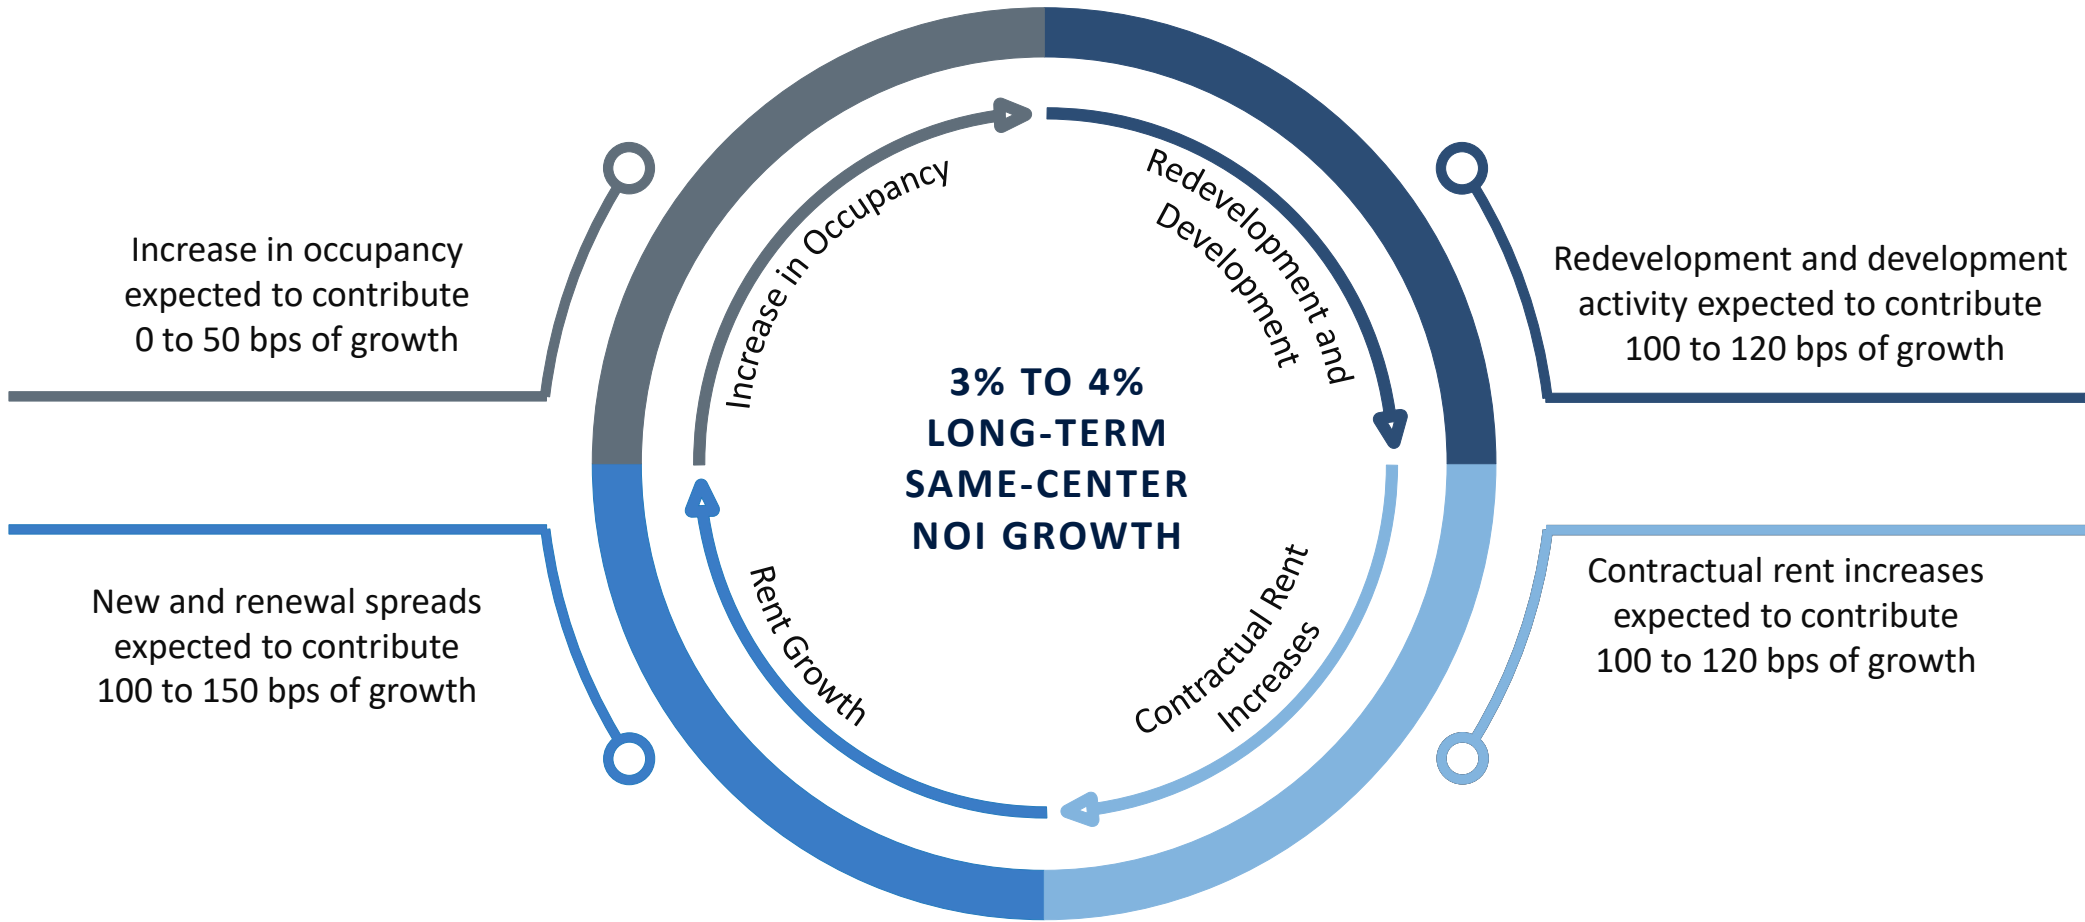 Increase in occupancy
expected to contribute
0 to 50 bps of growth
New and renewal spreads
expected to contribute
100 to 150 bps of growth
Increase in Occupancy
Redevelopment and
Development
3% TO 4%
LONG-TERM
SAME-CENTER
NOI GROWTH
Rent Growth
Contractual Rent
Increases
Redevelopment and development
activity expected to contribute
100 to 120 bps of growth
Contractual rent increases
expected to contribute
100 to 120 bps of growth